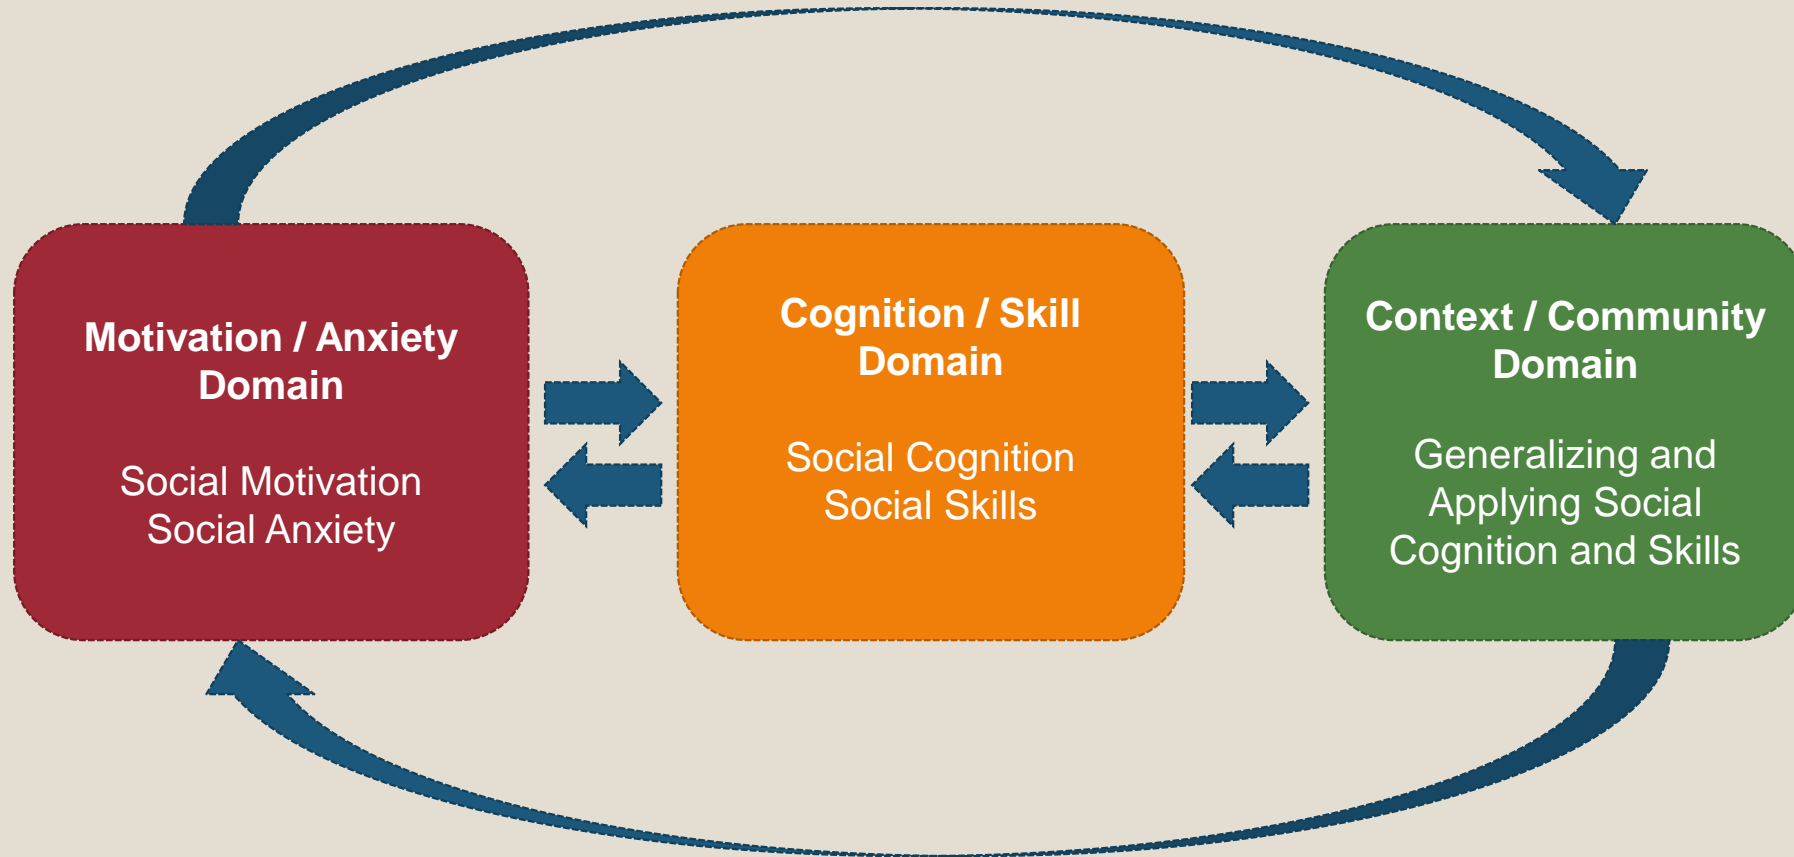 Motivation / Anxiety
Domain
Social Motivation
Social Anxiety
Cognition / Skill
Domain
Social Cognition
Social Skills
Context / Community
Domain
Generalizing and
Applying Social
Cognition and Skills